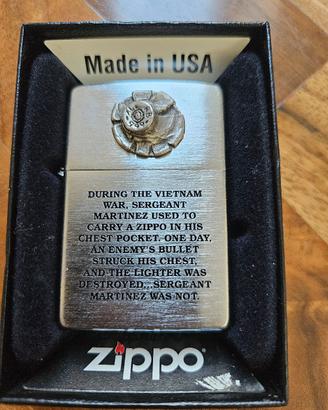 Made in USA
DURING THE VIETNAM
WAR, SERGEANT
MARTINEZ USED TO
CARRY A ZIPPO IN HIS
CHEST POCKET. ONE DAY,
AN ENEMY'S BULLET
STRUCK HIS CHEST,
AND THE LIGHTER WAS
DESTROYED...SERGEANT
MARTINEZ WAS NOT.
zippo